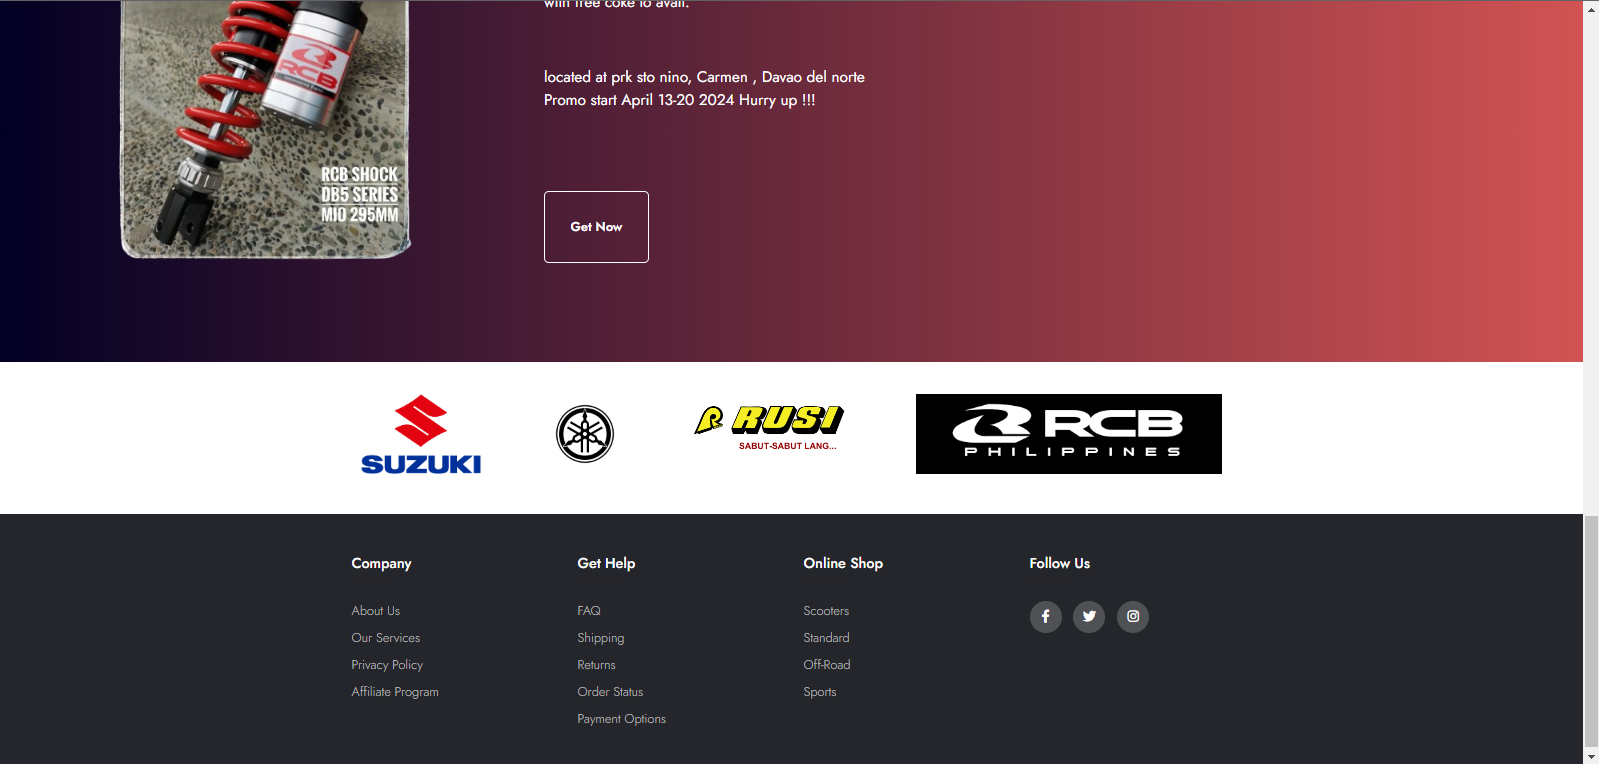 with free coke to avail.
located at prk sto nino, Carmen , Davao del norte
Promo start April 13-20 2024 Hurry up !!!
RCB
RCB SHOCK
DB5 SERIES
MIO 295MM
Get Now
SUZUKI
RUSI
SABUT-SABUT LANG...
RCB
PHILIPPINES
Company
About Us
Our Services
Privacy Policy
Affiliate Program
Get Help
FAQ
Shipping
Returns
Order Status
Payment Options
Online Shop
Scooters
Standard
Off-Road
Sports
Follow Us